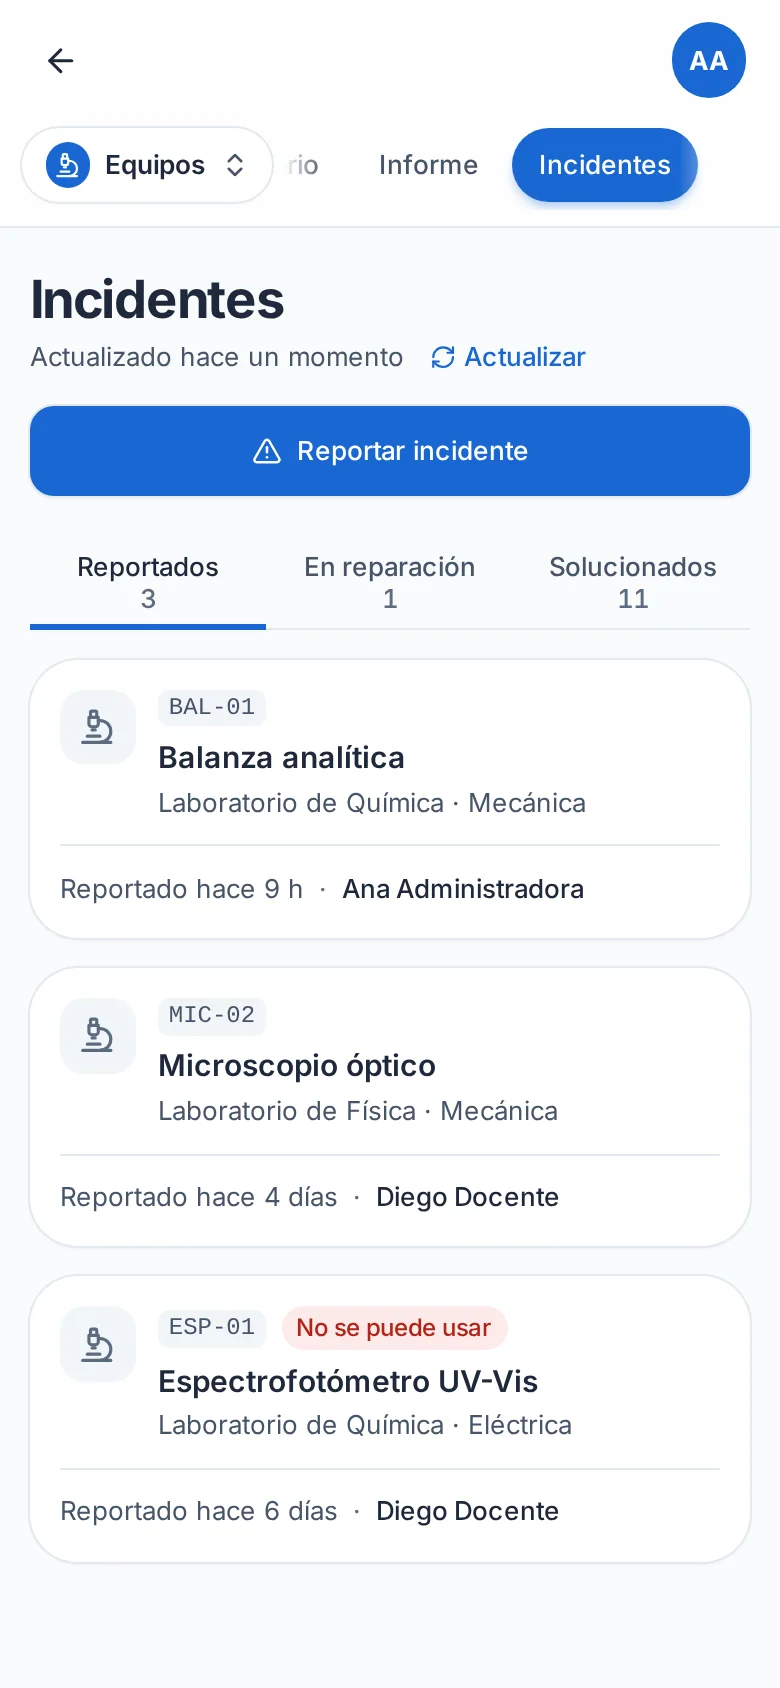 AA
Equipos
rio
Informe
Incidentes
Incidentes
Actualizado hace un momento
Actualizar
Reportar incidente
Reportados
3
En reparación
1
Solucionados
11
BAL-01
Balanza analítica
Laboratorio de Química · Mecánica
Reportado hace 9 h · Ana Administradora
MIC-02
Microscopio óptico
Laboratorio de Física · Mecánica
Reportado hace 4 días · Diego Docente
ESP-01
No se puede usar
Espectrofotómetro UV-Vis
Laboratorio de Química · Eléctrica
Reportado hace 6 días · Diego Docente